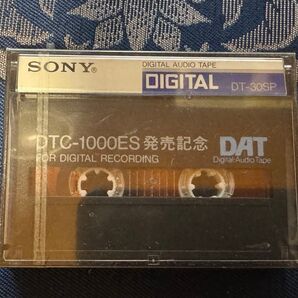 SONY® DIGITAL AUDIO TAPE
DIGITAL DT-30SP
DTC-1000ES 発売記念
FOR DIGITAL RECORDING
DAT
Digital Audio Tape